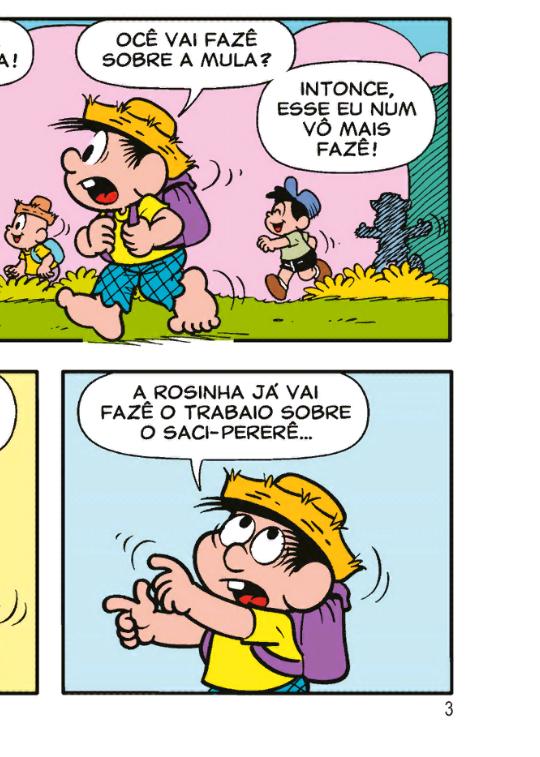 A!
OCÊ VAI FAZÊ
SOBRE A MULA?
INTONCE,
ESSE EU NUM
VÔ MAIS
FAZÊ!
A ROSINHA JÁ VAI
FAZÊ O TRABAIO SOBRE
O SACI-PERERÊ...
3